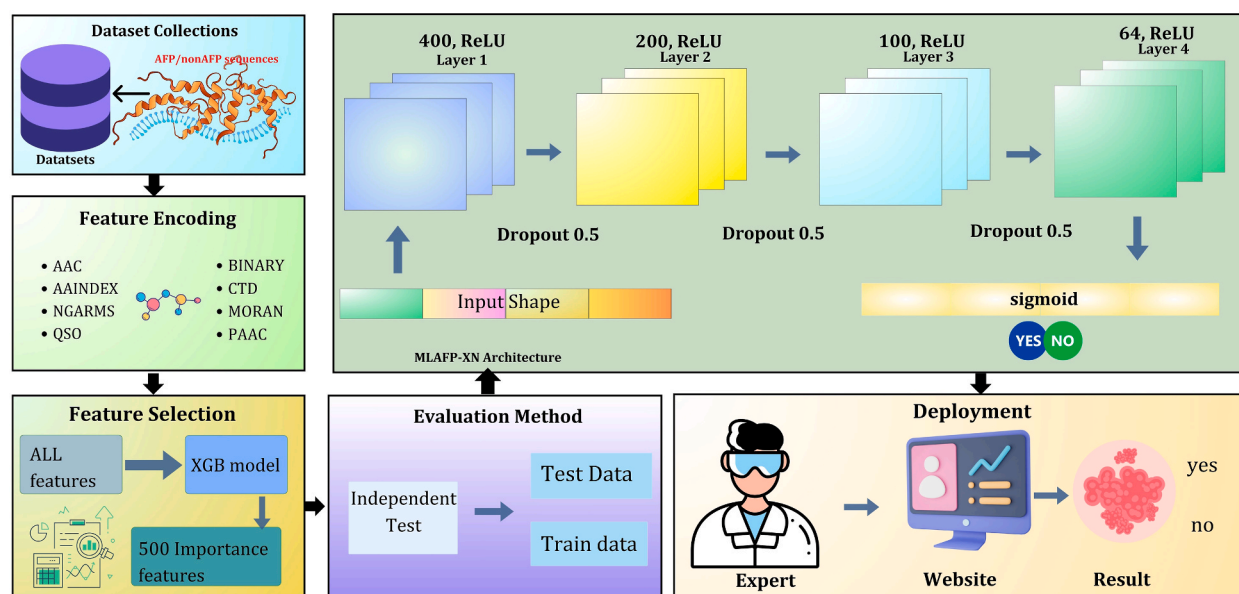 Dataset Collections
AFP/nonAFP sequences
Datatsets
Feature Encoding
• AAC
• AAINDEX
• NGARMS
• QSO
• BINARY
• CTD
• MORAN
• PAAC
Feature Selection
ALL
features
XGB model
500 Importance
features
Evaluation Method
Independent
Test
Test Data
Train data
400, ReLU
Layer 1
200, ReLU
Layer 2
100, ReLU
Layer 3
64, ReLU
Layer 4
Dropout 0.5
Dropout 0.5
Dropout 0.5
Input Shape
sigmoid
YES
NO
MLAFP-XN Architecture
Deployment
yes
no
Expert
Website
Result